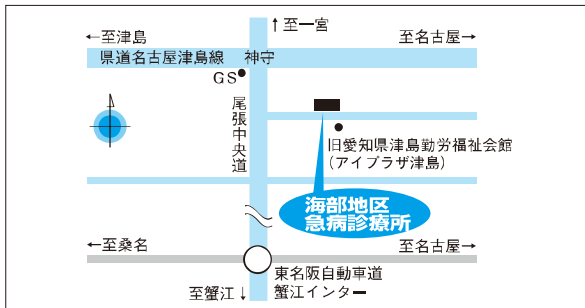 ↑至一宮
←至津島
至名古屋→
県道名古屋津島線 神守
GS
尾張中央道
旧愛知県津島勤労福祉会館
(アイプラザ津島)
海部地区
急病診療所
←至桑名
至名古屋→
東名阪自動車道
蟹江インター
至蟹江↓